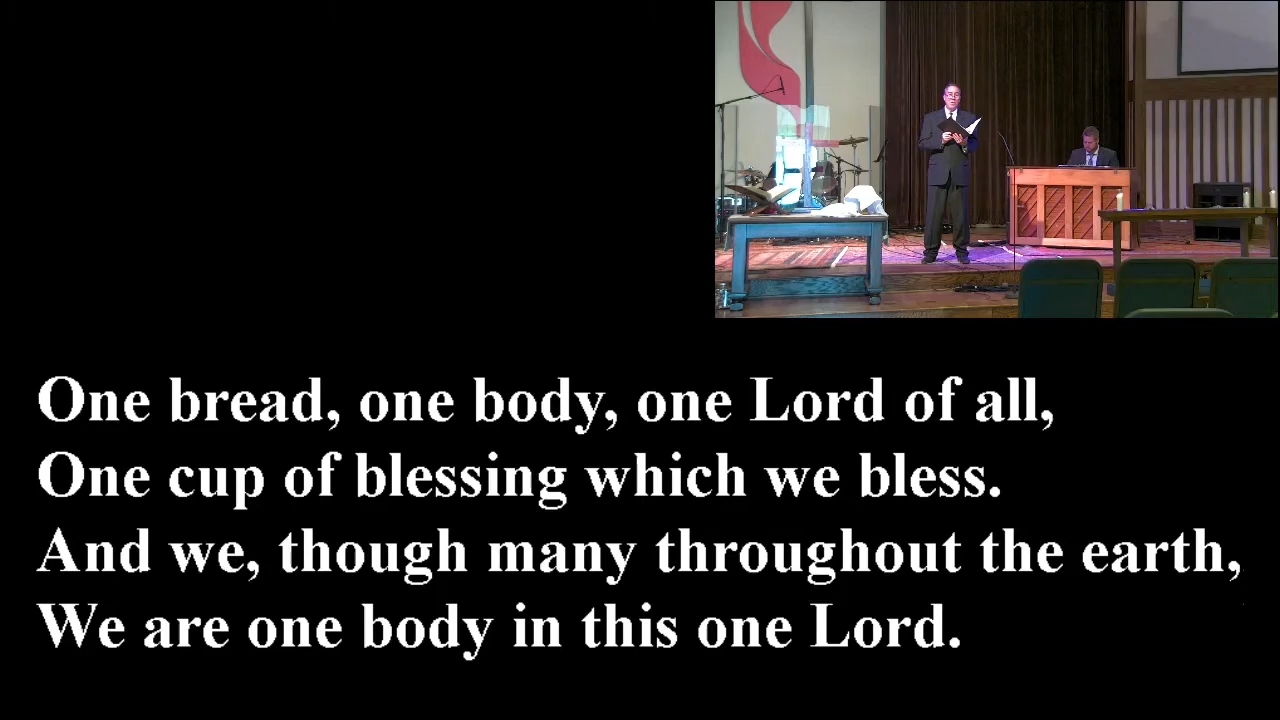 One bread, one body, one Lord of all,
One cup of blessing which we bless.
And we, though many throughout the earth,
We are one body in this one Lord.